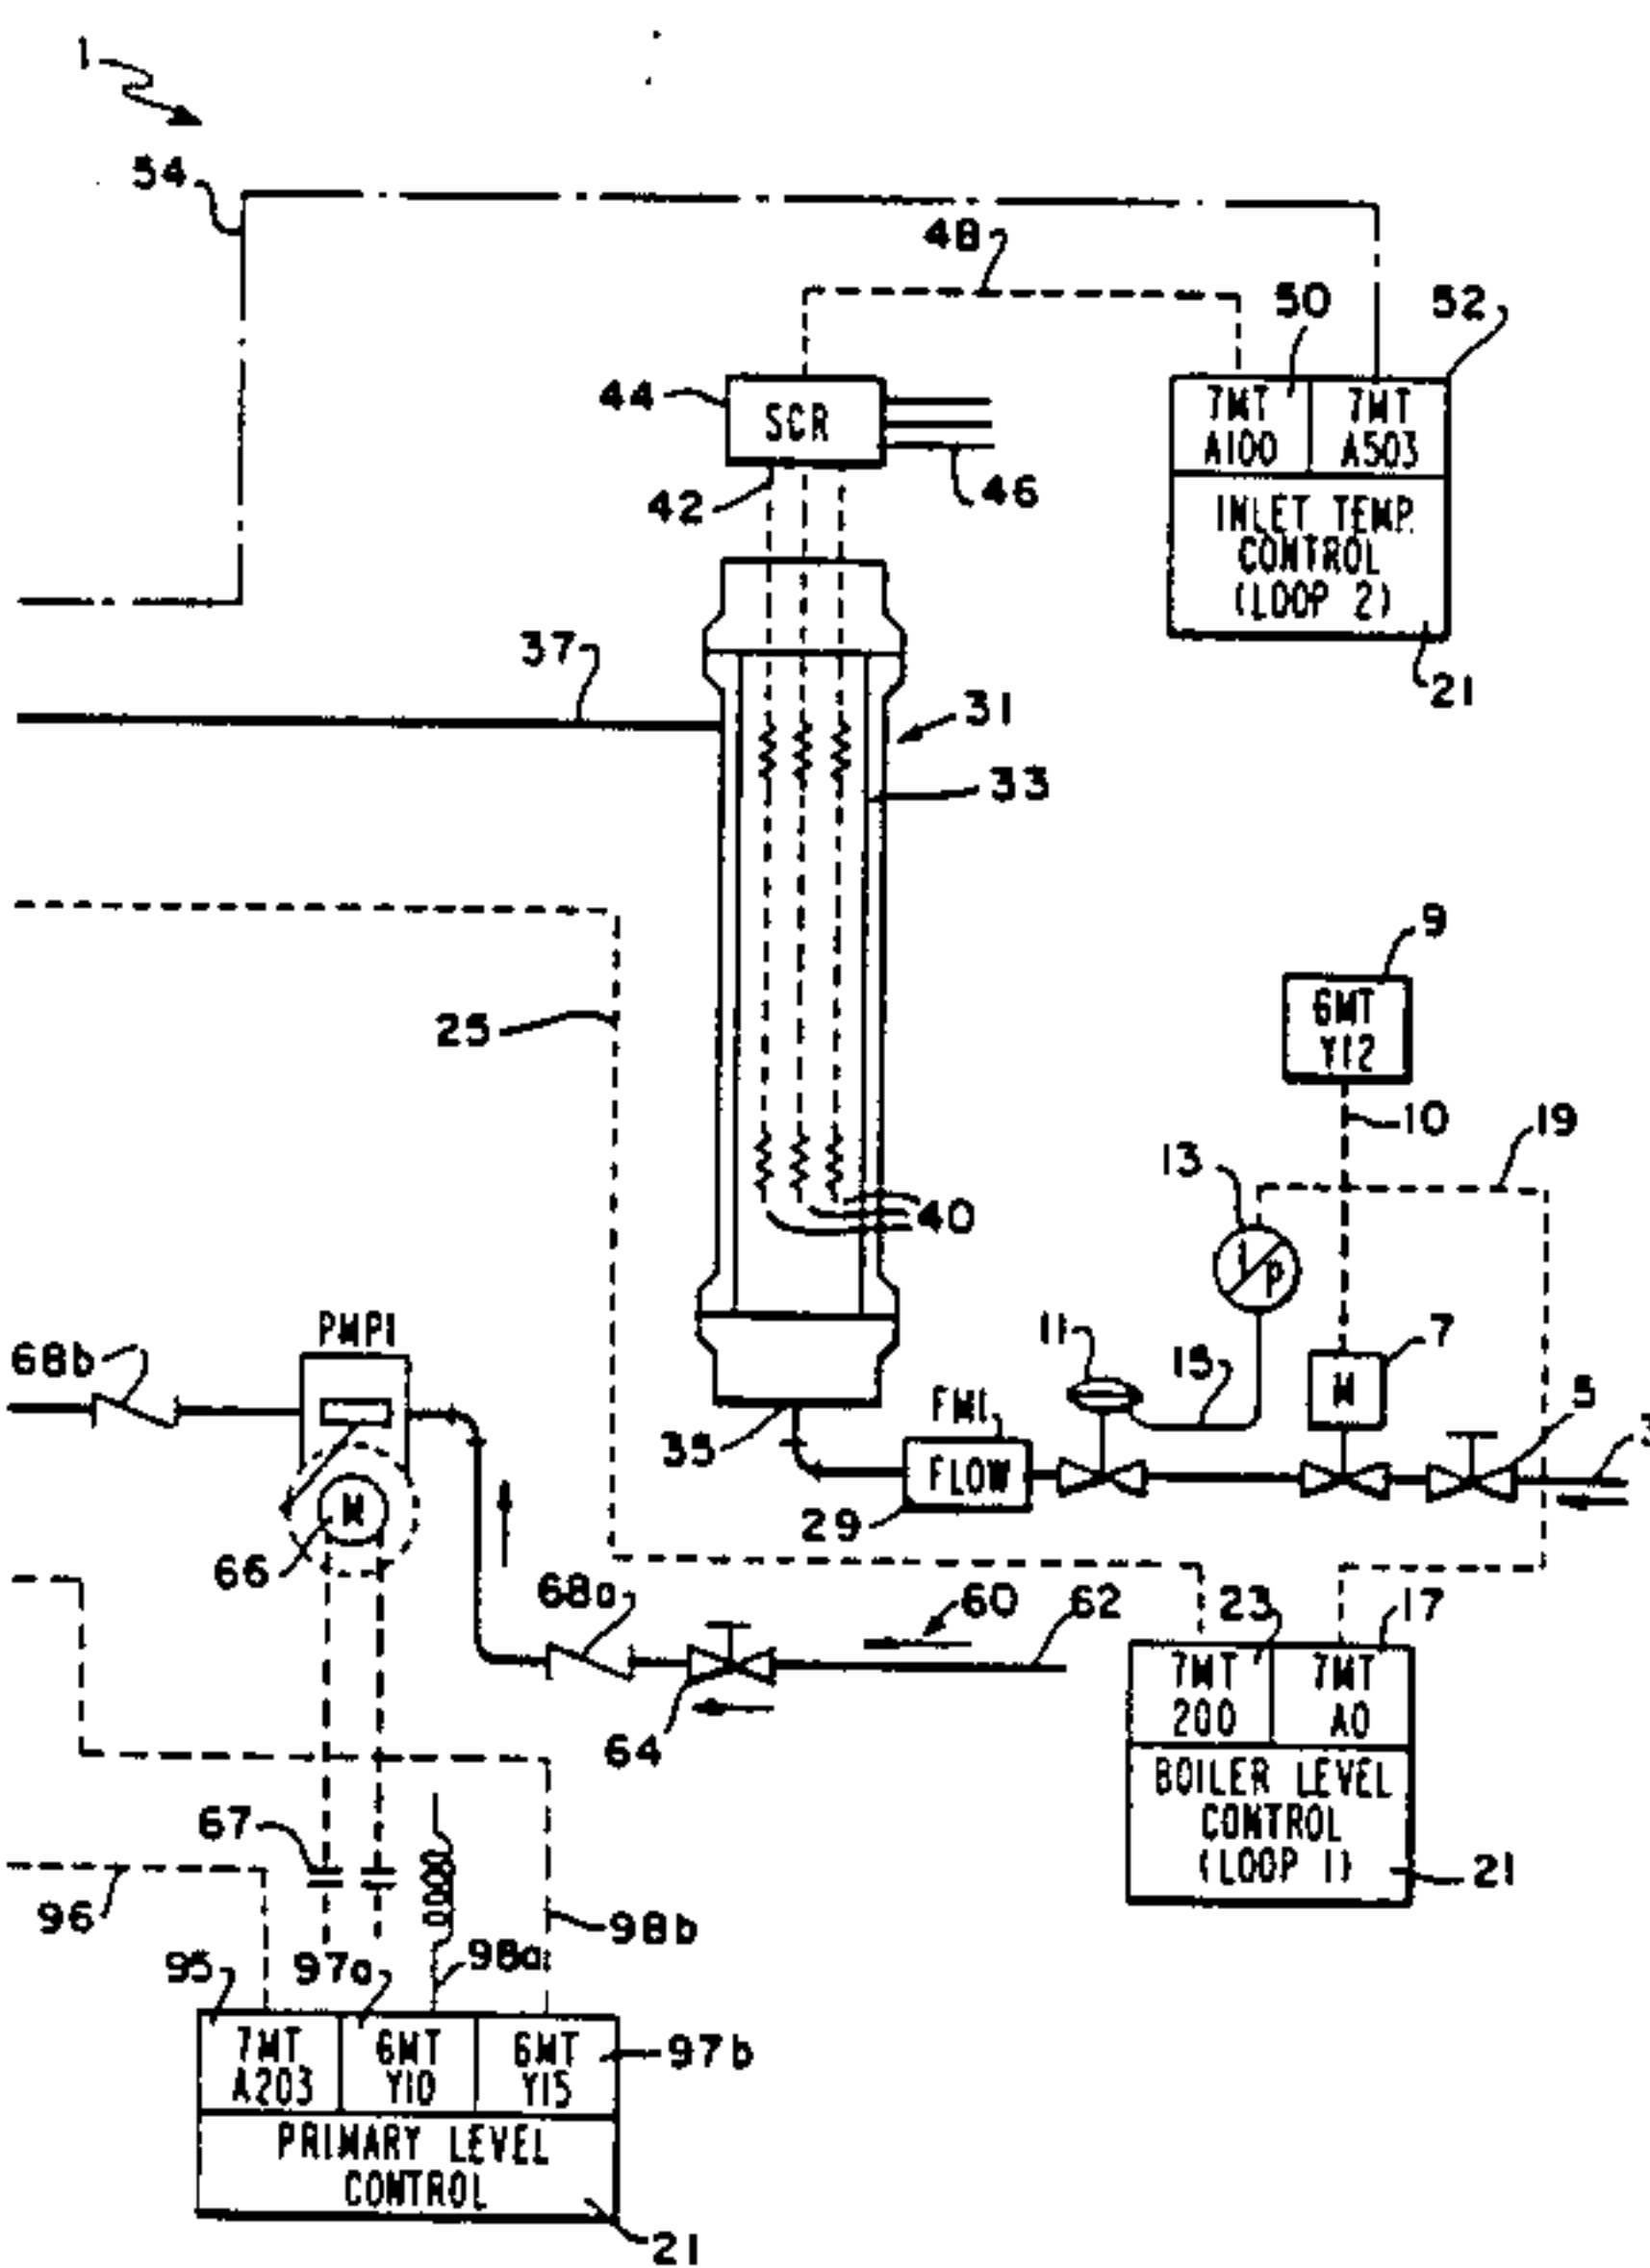 1
54
48
50
52
44
SCR
7MT
A100
7MT
A503
42
46
INLET TEMP.
CONTROL
(LOOP 2)
21
37
31
33
9
25
6MT
Y12
10
19
13
40
I/P
PMP1
11
7
68b
15
M
5
35
FM1
3
FLOW
29
M
66
68a
60
62
23
17
7MT
200
7MT
A0
64
BOILER LEVEL
CONTROL
(LOOP 1)
21
67
96
98b
95
97a
98a
7MT
A203
6MT
Y10
6MT
Y15
97b
PRIMARY LEVEL
CONTROL
21